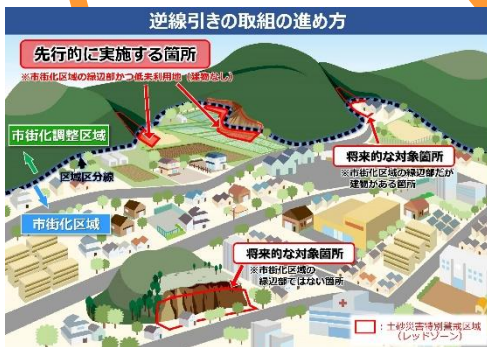 逆線引きの取組の進め方
先行的に実施する箇所
※市街化区域の縁辺部かつ低未利用地(建物なし)
市街化調整区域
区域区分線
市街化区域
将来的な対象箇所
※市街化区域の縁辺部だが
建物がある箇所
将来的な対象箇所
※市街化区域の
縁辺部ではない箇所
:土砂災害特別警戒区域
(レッドゾーン)